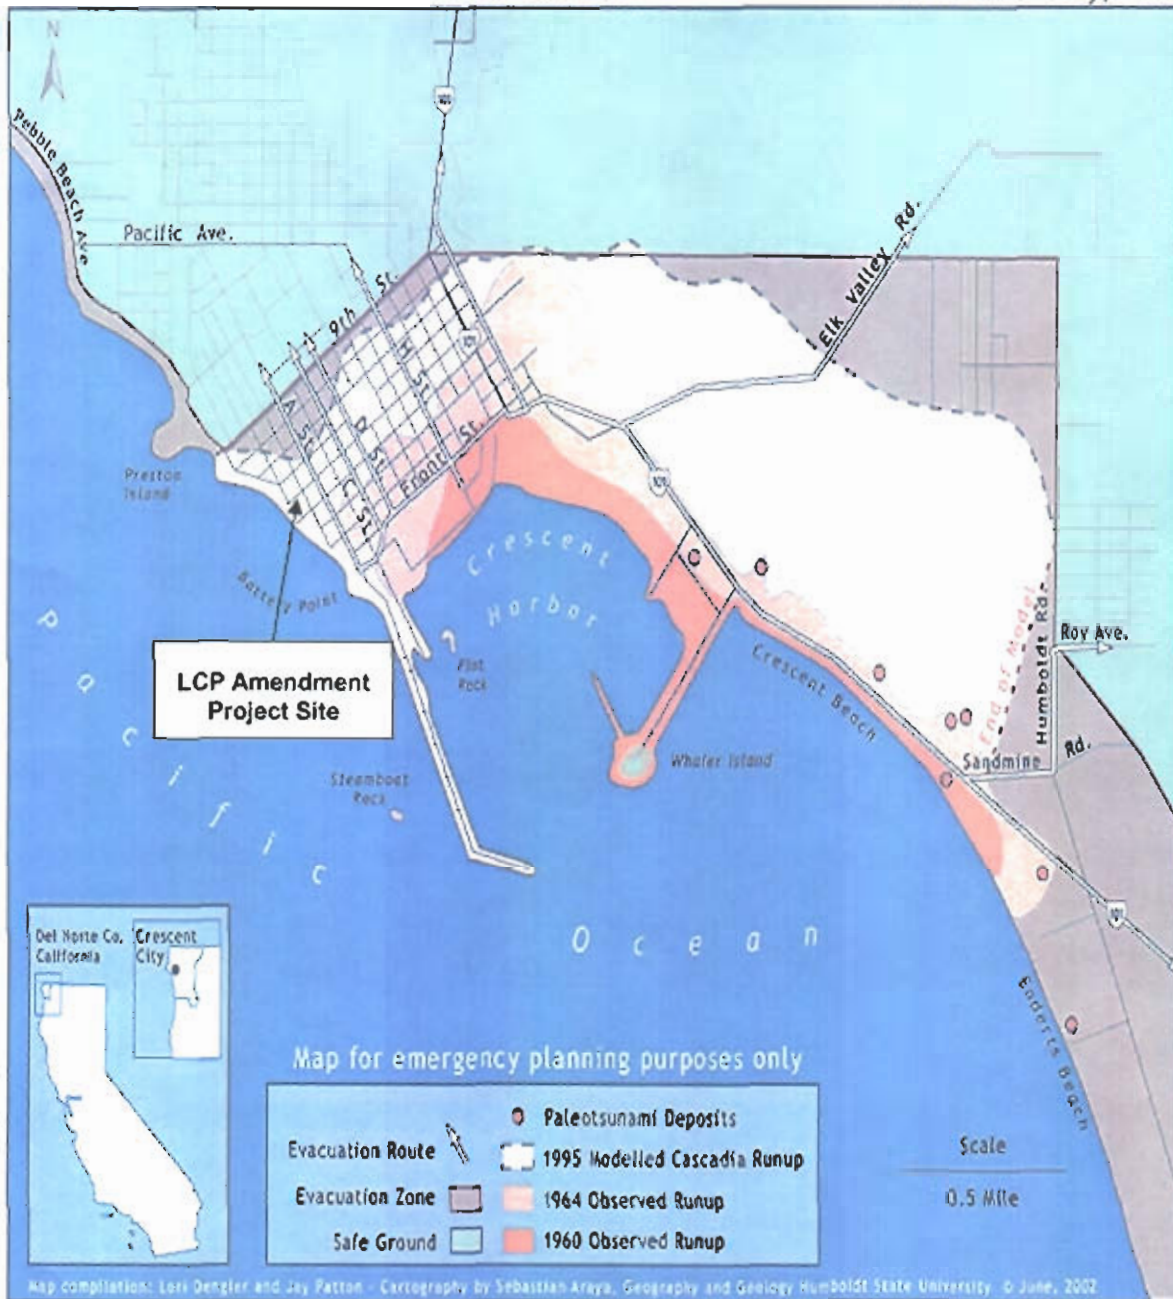 N
Pebble Beach Ave
Pacific Ave.
9th St.
Elk Valley Rd.
101
A St.
D St.
H St.
C St.
Front St.
Preston
Island
Battery Point
Crescent
Harbor
101
LCP Amendment
Project Site
Flat
Rock
Crescent Beach
End of Model
Humboldt Rd.
Roy Ave.
Sandmine Rd.
Whaler Island
Steamboat
Rock
Pacific
Ocean
101
Enderts Beach
Del Norte Co.
California
Crescent
City
Map for emergency planning purposes only
Evacuation Route
Evacuation Zone
Safe Ground
Paleotsunami Deposits
1995 Modelled Cascadia Runup
1964 Observed Runup
1960 Observed Runup
Scale
0.5 Mile
Map compilation: Lori Dengler and Jay Patton - Cartography by Sebastian Araya, Geography and Geology Humboldt State University © June, 2002